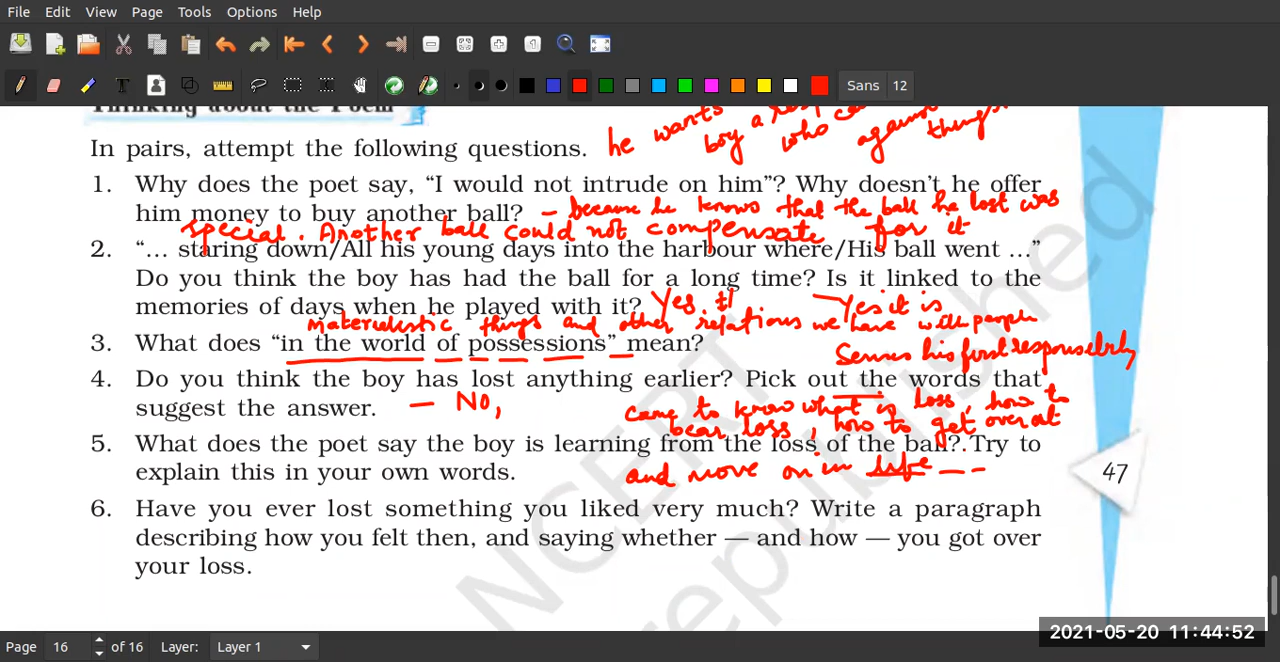 File Edit View Page Tools Options Help
Sans 12
Thinking about the Poem
he wants
boy a
who
against
things
In pairs, attempt the following questions.
1. Why does the poet say, “I would not intrude on him”? Why doesn't he offer
him money to buy another ball?
– because he knows that the ball he lost was
special. Another ball could not compensate for it
2. “… staring down/All his young days into the harbour where/His ball went …”
Do you think the boy has had the ball for a long time? Is it linked to the
memories of days when he played with it?
Yes.
– Yes it is
materialistic things and other relations we have with people
3. What does “in the world of possessions” mean?
Senses his first responsibility
4. Do you think the boy has lost anything earlier? Pick out the words that
suggest the answer.
– No,
came to know what is loss, how to
bear loss, how to get over at
5. What does the poet say the boy is learning from the loss of the ball? Try to
explain this in your own words.
and move on in life ---
6. Have you ever lost something you liked very much? Write a paragraph
describing how you felt then, and saying whether — and how — you got over
your loss.
47
NCERT
republished
2021-05-20 11:44:52
Page 16 of 16 Layer: Layer 1